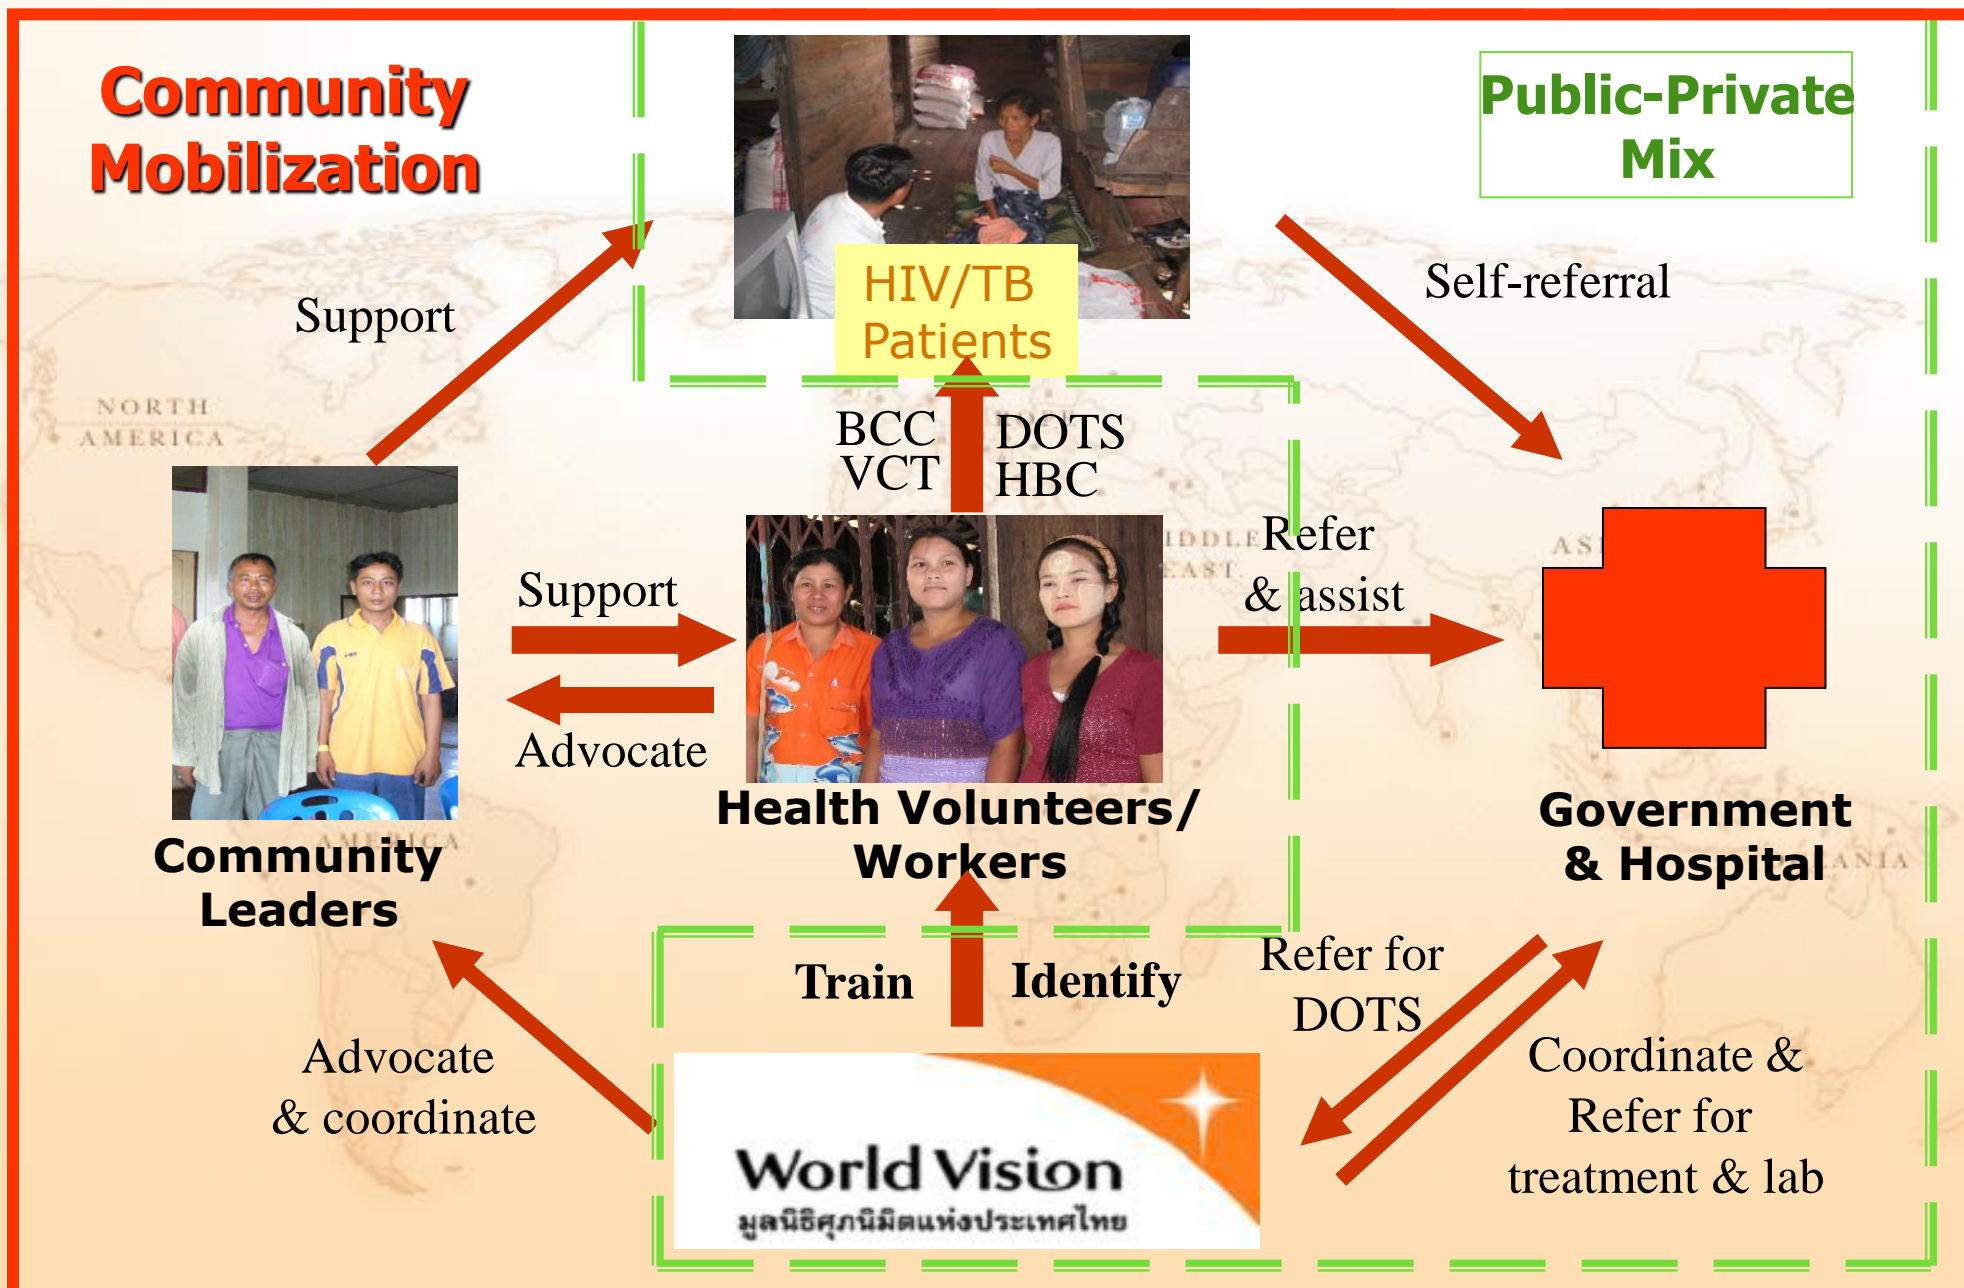 Community
Mobilization
Public-Private
Mix
HIV/TB
Patients
Support
Self-referral
NORTH
AMERICA
BCC
VCT
DOTS
HBC
Refer
& assist
Support
Advocate
Community
Leaders
Health Volunteers/
Workers
Government
& Hospital
Train
Identify
Refer for
DOTS
Advocate
& coordinate
Coordinate &
Refer for
treatment & lab
World Vision
มูลนิธิศุภนิมิตแห่งประเทศไทย